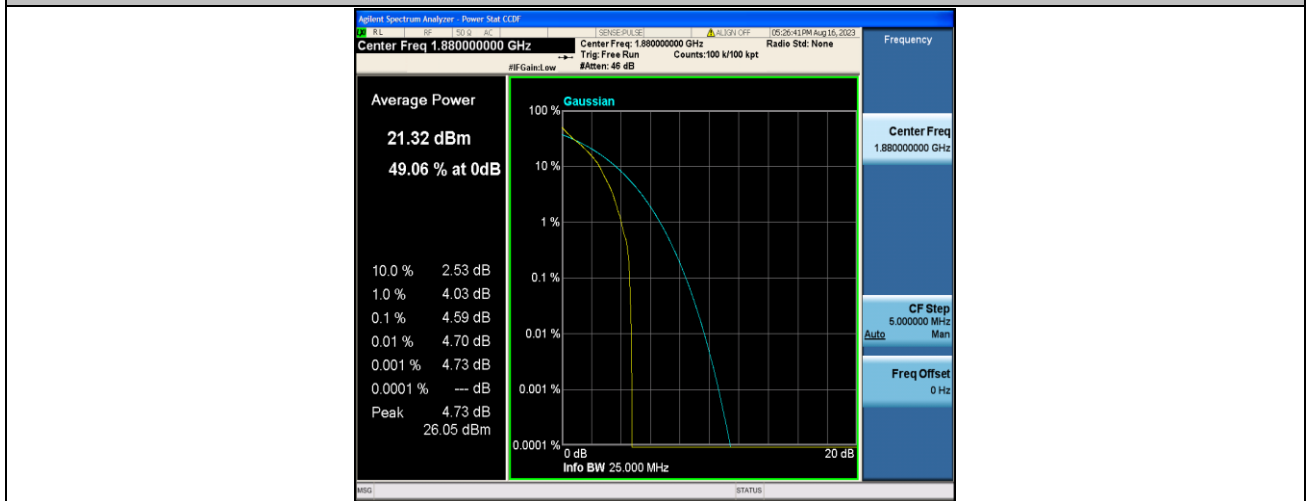 Agilent Spectrum Analyzer - Power Stat CCDF
LXI RL RF 50 Ω AC SENSE:PULSE ALIGN OFF 05:26:41 PM Aug 16, 2023
Center Freq 1.880000000 GHz
Center Freq: 1.880000000 GHz Radio Std: None
Trig: Free Run Counts:100 k/100 kpt
#IFGain:Low #Atten: 46 dB
Frequency
Average Power
21.32 dBm
49.06 % at 0dB
10.0 % 2.53 dB
1.0 % 4.03 dB
0.1 % 4.59 dB
0.01 % 4.70 dB
0.001 % 4.73 dB
0.0001 % --- dB
Peak 4.73 dB
26.05 dBm
Gaussian
100 %
10 %
1 %
0.1 %
0.01 %
0.001 %
0.0001 %
0 dB 20 dB
Info BW 25.000 MHz
Center Freq
1.880000000 GHz
CF Step
5.000000 MHz
Auto Man
Freq Offset
0 Hz
MSG STATUS